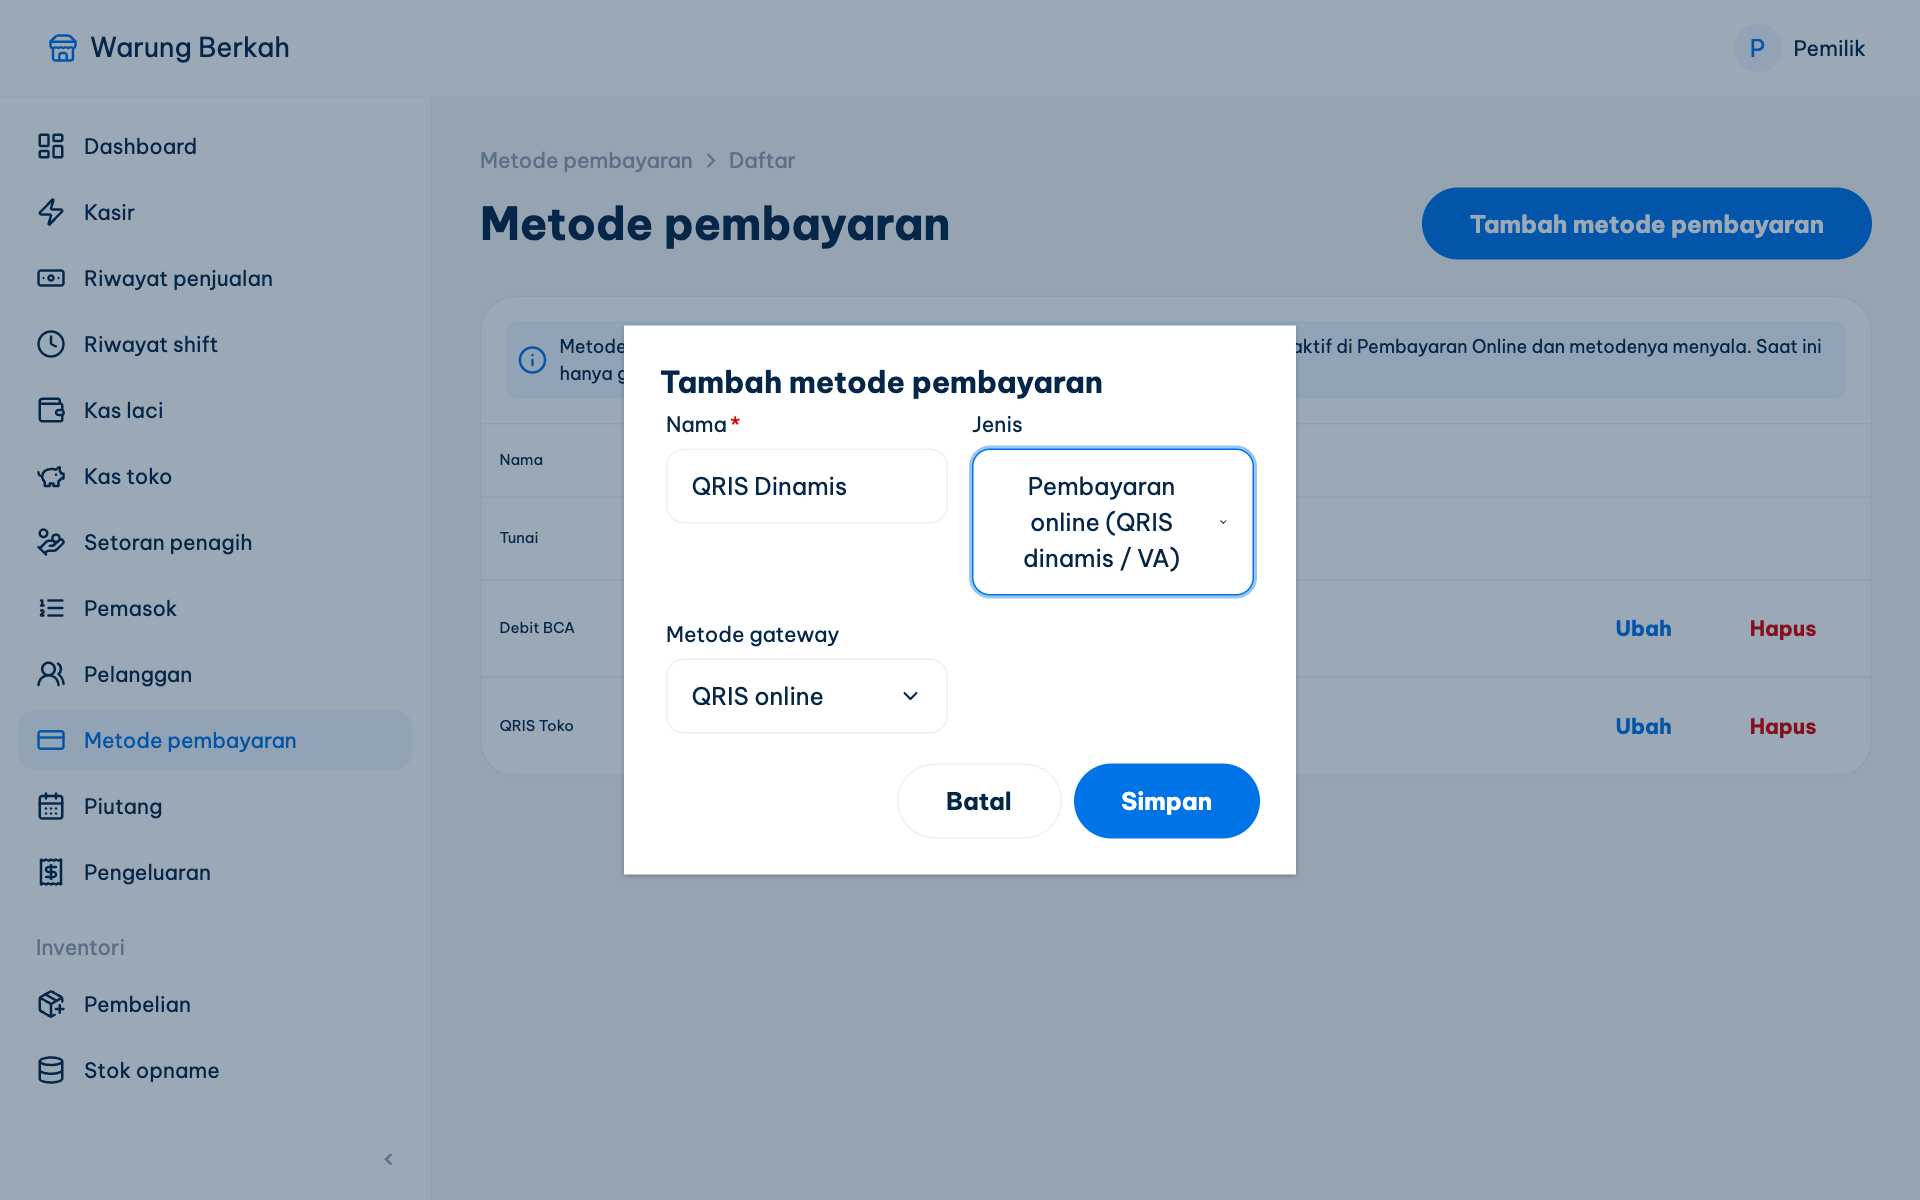 Warung Berkah
P Pemilik
Dashboard
Kasir
Riwayat penjualan
Riwayat shift
Kas laci
Kas toko
Setoran penagih
Pemasok
Pelanggan
Metode pembayaran
Piutang
Pengeluaran
Inventori
Pembelian
Stok opname
Metode pembayaran > Daftar
Metode pembayaran
Tambah metode pembayaran
Metode aktif di Pembayaran Online dan metodenya menyala. Saat ini
hanya
Nama
Tunai
Debit BCA
Ubah Hapus
QRIS Toko
Ubah Hapus
Tambah metode pembayaran
Nama* Jenis
QRIS Dinamis
Pembayaran
online (QRIS
dinamis / VA)
Metode gateway
QRIS online
Batal Simpan